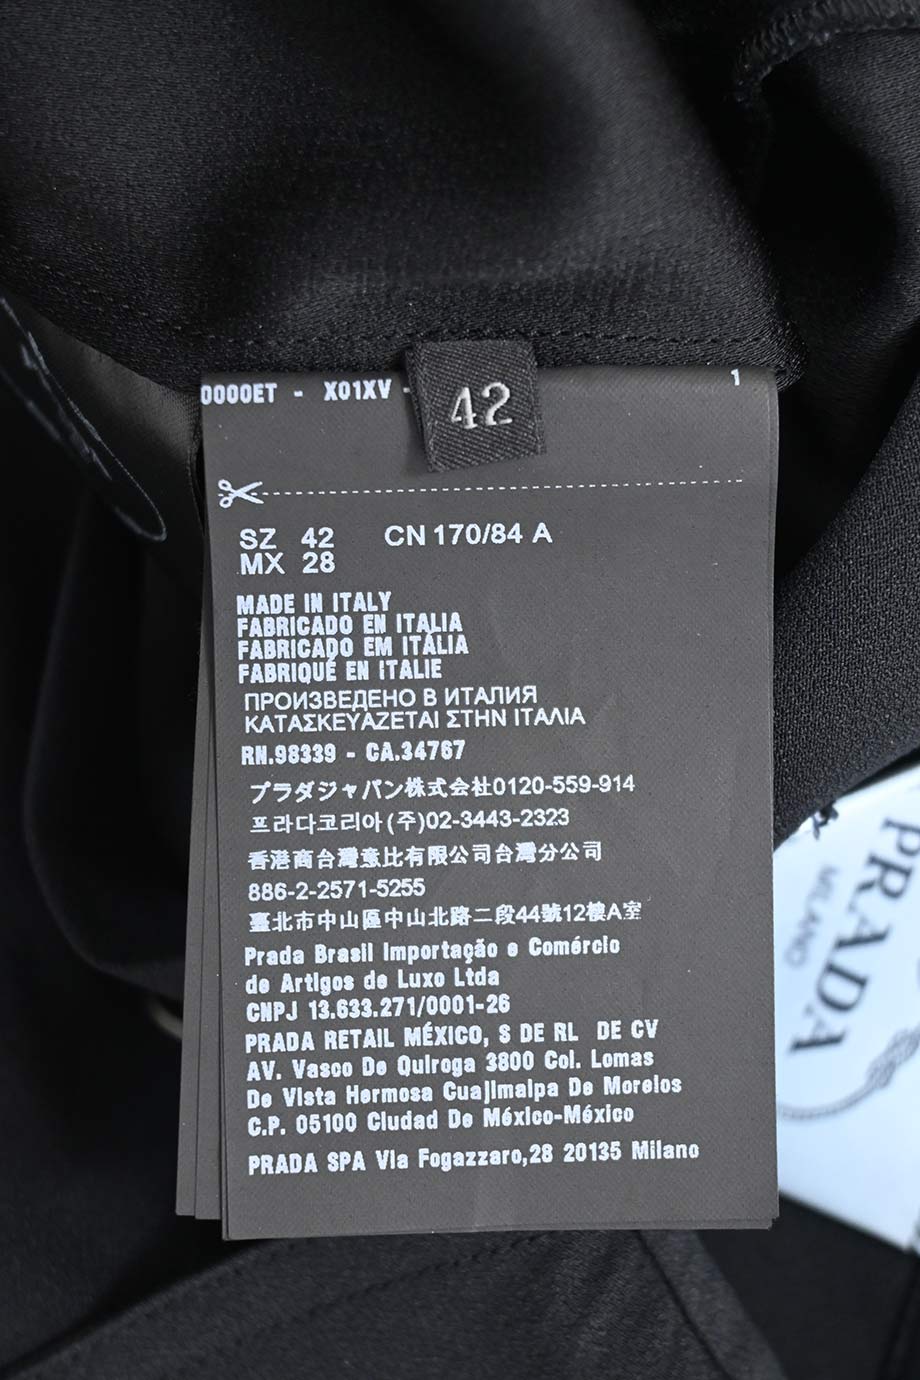 0000ET - X01XV -
1
42
SZ 42 CN 170/84 A
MX 28
MADE IN ITALY
FABRICADO EN ITALIA
FABRICADO EM ITÁLIA
FABRIQUÉ EN ITALIE
ПРОИЗВЕДЕНО В ИТАЛИЯ
ΚΑΤΑΣΚΕΥΑΖΕΤΑΙ ΣΤΗΝ ΙΤΑΛΙΑ
RN.98339 - CA.34767
プラダジャパン株式会社0120-559-914
프라다코리아(주)02-3443-2323
香港商台灣意比有限公司台灣分公司
886-2-2571-5255
臺北市中山區中山北路二段44號12樓A室
Prada Brasil Importação e Comércio
de Artigos de Luxo Ltda
CNPJ 13.633.271/0001-26
PRADA RETAIL MÉXICO, S DE RL DE CV
AV. Vasco De Quiroga 3800 Col. Lomas
De Vista Hermosa Cuajimalpa De Morelos
C.P. 05100 Ciudad De México-México
PRADA SPA Via Fogazzaro,28 20135 Milano
PRADA
MILANO